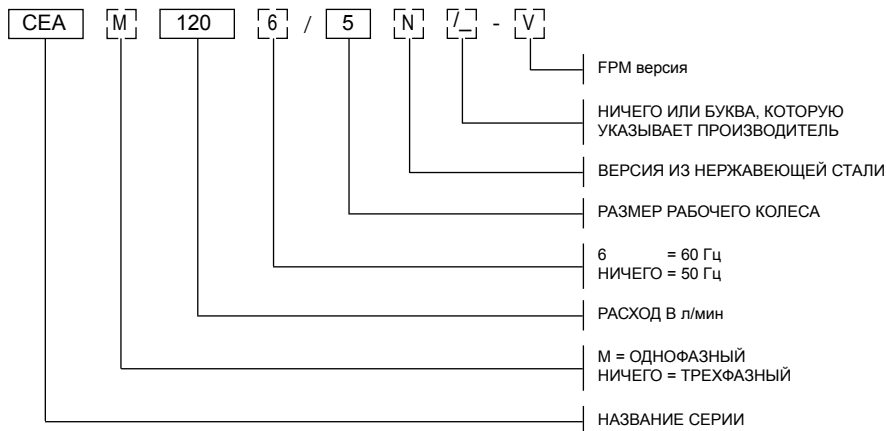 CEA M 120 6 / 5 N /_ - V
FPM версия
НИЧЕГО ИЛИ БУКВА, КОТОРУЮ
УКАЗЫВАЕТ ПРОИЗВОДИТЕЛЬ
ВЕРСИЯ ИЗ НЕРЖАВЕЮЩЕЙ СТАЛИ
РАЗМЕР РАБОЧЕГО КОЛЕСА
6 = 60 Гц
НИЧЕГО = 50 Гц
РАСХОД В л/мин
М = ОДНОФАЗНЫЙ
НИЧЕГО = ТРЕХФАЗНЫЙ
НАЗВАНИЕ СЕРИИ